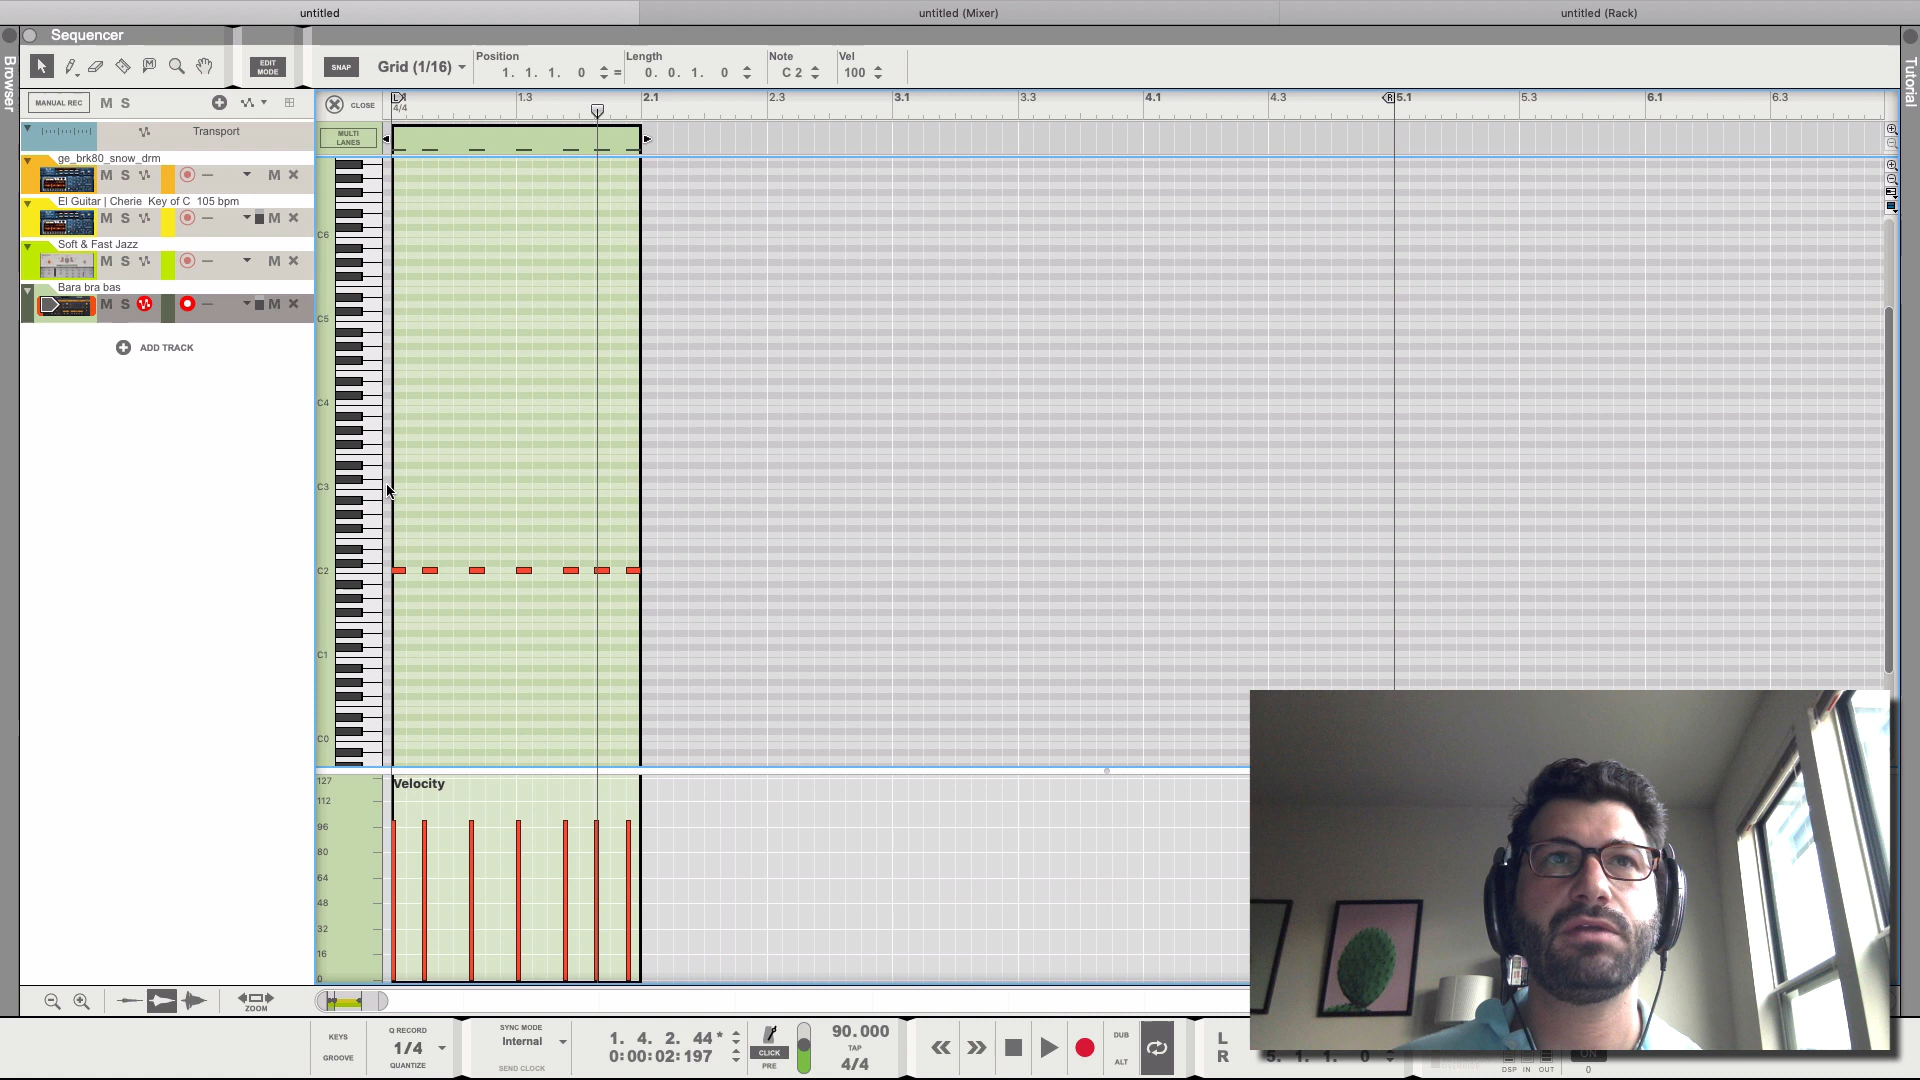 untitled
untitled (Mixer)
untitled (Rack)
Browser
Sequencer
Tutorial
EDIT MODE
SNAP
Grid (1/16)
Position
1. 1. 1. 0
=
Length
0. 0. 1. 0
Note
C 2
Vel
100
MANUAL REC
M S
CLOSE
4/4
1.3
2.1
2.3
3.1
3.3
4.1
4.3
R
5.1
5.3
6.1
6.3
MULTI LANES
Transport
ge_brk80_snow_drm
M S
M
El Guitar | Cherie Key of C 105 bpm
M S
M
Soft & Fast Jazz
M S
M
Bara bra bas
M S
M
ADD TRACK
C6
C5
C4
C3
C2
C1
C0
Velocity
127
112
96
80
64
48
32
16
0
ZOOM
KEYS
GROOVE
Q RECORD
1/4
QUANTIZE
SYNC MODE
Internal
SEND CLOCK
1. 4. 2. 44*
0:00:02:197
CLICK
PRE
90.000
TAP
4/4
DUB
ALT
L
R
5. 1. 1. 0
DSP IN OUT
0